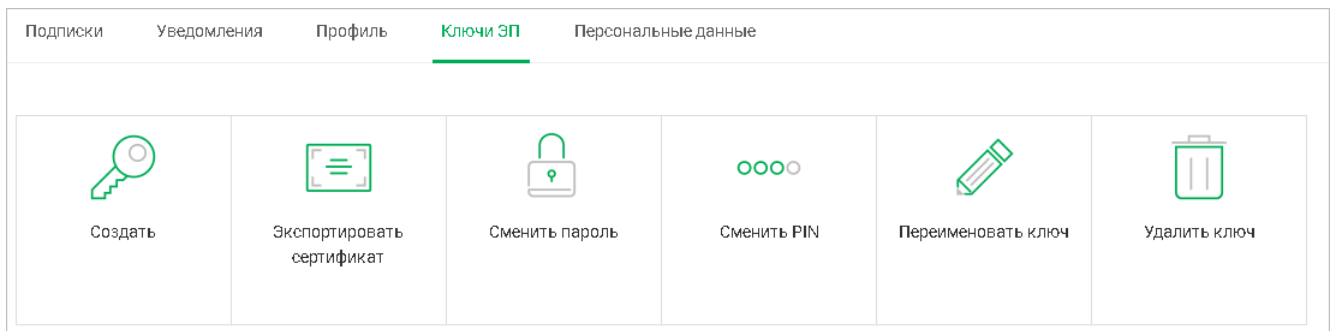 Подписки Уведомления Профиль Ключи ЭП Персональные данные
Создать Экспортировать сертификат Сменить пароль Сменить PIN Переименовать ключ Удалить ключ